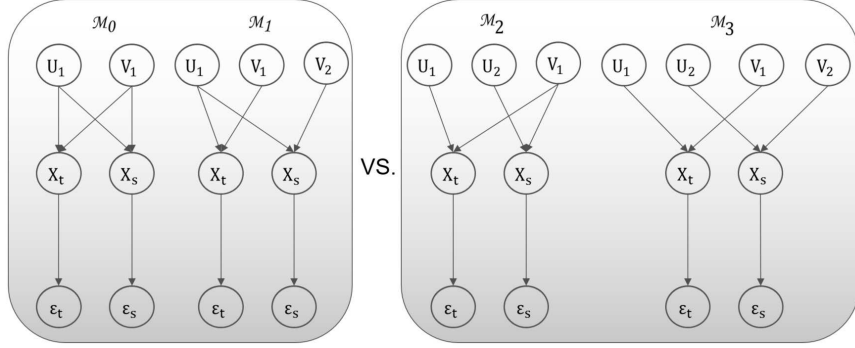 ℳ0 ℳ1 ℳ2 ℳ3
U1 V1 U1 V1 V2 U1 U2 V1 U1 U2 V1 V2
Xt Xs Xt Xs VS. Xt Xs Xt Xs
εt εs εt εs εt εs εt εs